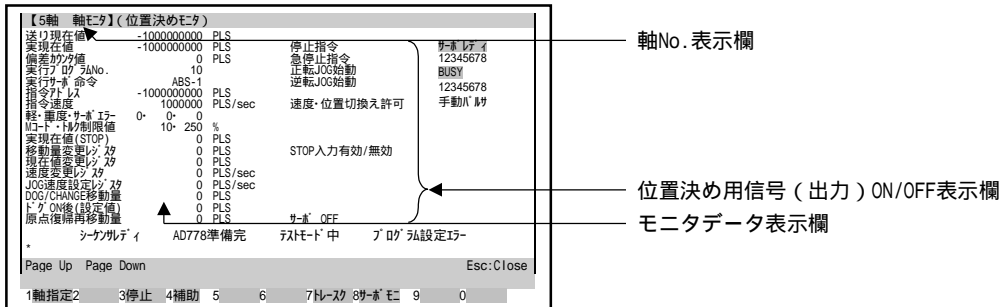 【5軸　軸モニタ】(位置決めモニタ)
送り現在値 -1000000000 PLS
実現在値 -1000000000 PLS 停止指令 サーボレディ
偏差カウンタ値 0 PLS 急停止指令 12345678
実行プログラムNo. 10 正転JOG始動 BUSY
実行サーボ命令 ABS-1 逆転JOG始動 12345678
指令アドレス -1000000000 PLS
指令速度 1000000 PLS/sec 速度・位置切換え許可 手動パルサ
軽・重度・サーボエラー 0・ 0・ 0
Mコード・トルク制限値 10・ 250 %
実現在値(STOP) 0 PLS
移動量変更レジスタ 0 PLS STOP入力有効/無効
現在値変更レジスタ 0 PLS
速度変更レジスタ 0 PLS/sec
JOG速度設定レジスタ 0 PLS/sec
DOG/CHANGE移動量 0 PLS
ドグON後(設定値) 0 PLS
原点復帰再移動量 0 PLS サーボ OFF
シーケンサレディ AD778準備完 テストモード中 プログラム設定エラー
*
Page Up Page Down Esc:Close
1軸指定2 3停止 4補助 5 6 7トレースク 8サーボモニ 9 0
軸No.表示欄
位置決め用信号(出力)ON/OFF表示欄
モニタデータ表示欄